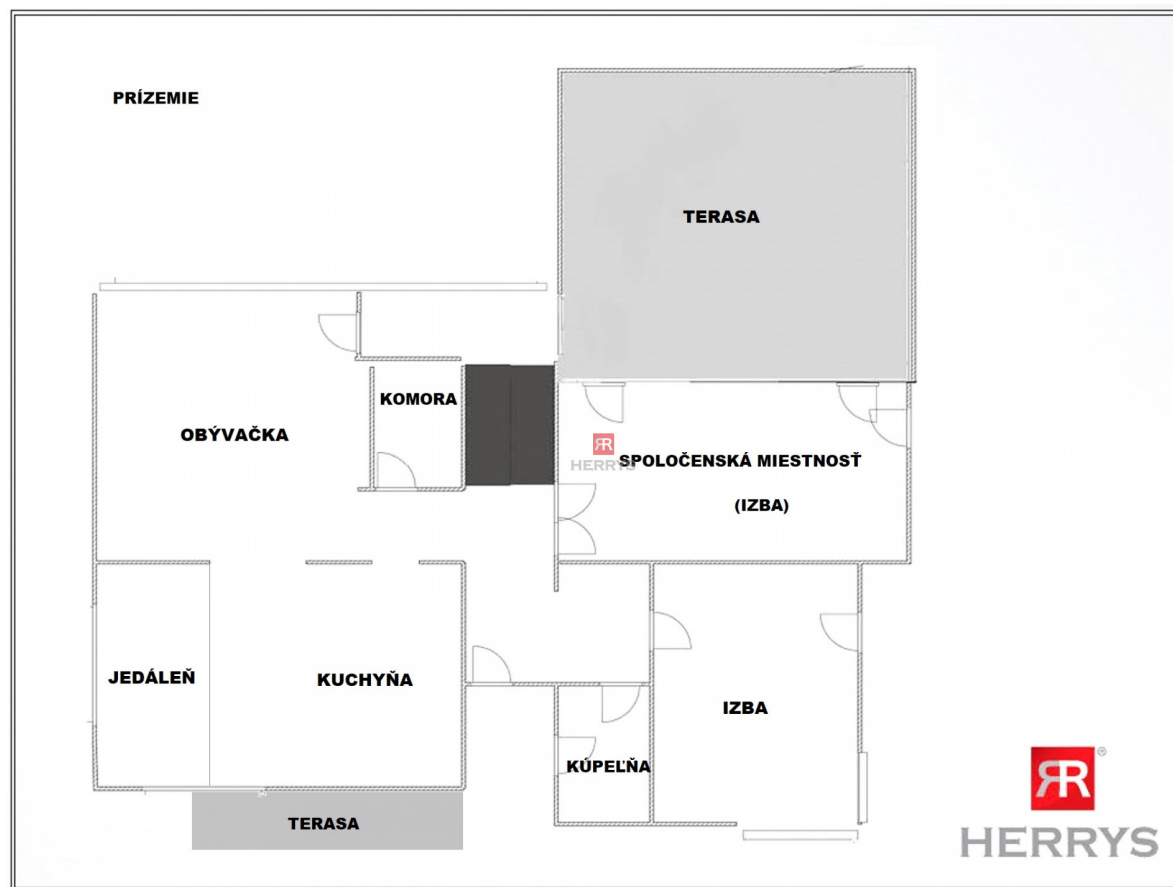 PRÍZEMIE
TERASA
KOMORA
OBÝVAČKA
HERRYS
SPOLOČENSKÁ MIESTNOSŤ
(IZBA)
JEDÁLEŇ
KUCHYŇA
IZBA
KÚPEĽŇA
TERASA
R®
HERRYS